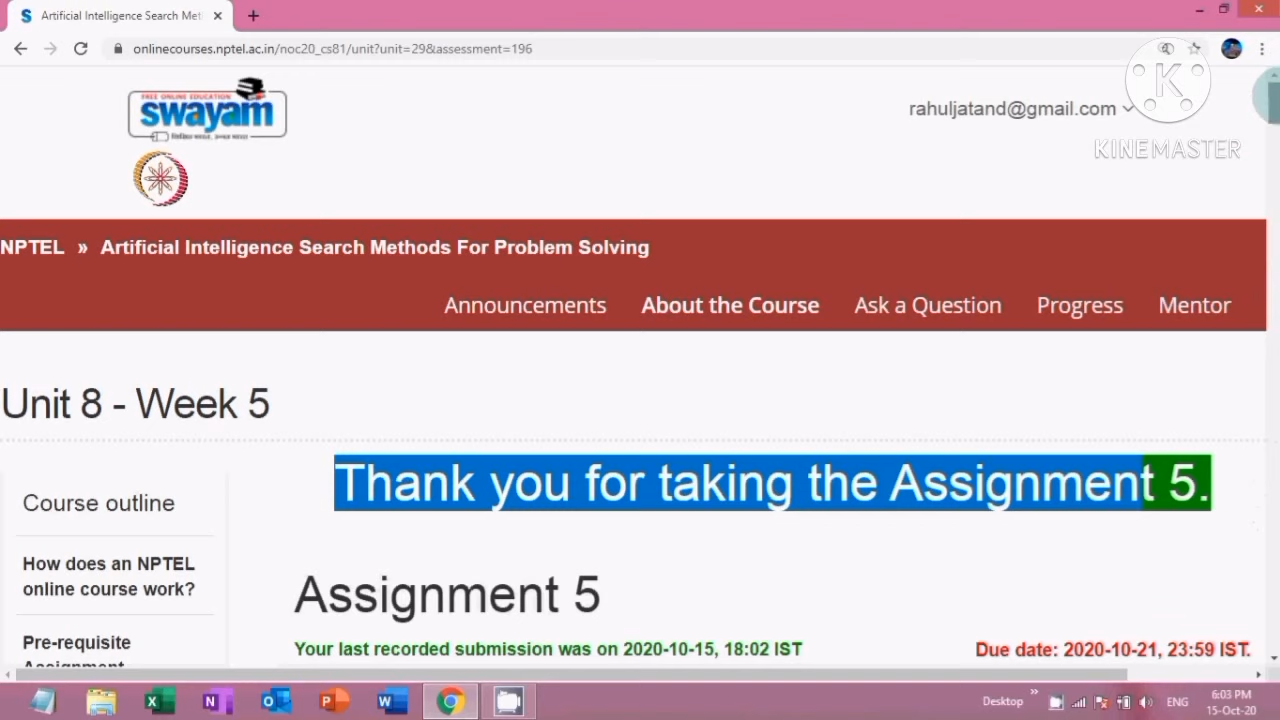 Artificial Intelligence Search Met
onlinecourses.nptel.ac.in/noc20_cs81/unit?unit=29&assessment=196
FREE ONLINE EDUCATION
swayam
rahuljatand@gmail.com
K
KINEMASTER
NPTEL » Artificial Intelligence Search Methods For Problem Solving
Announcements About the Course Ask a Question Progress Mentor
Unit 8 - Week 5
Thank you for taking the Assignment 5.
Course outline
How does an NPTEL
online course work?
Pre-requisite
Assignment
Assignment 5
Your last recorded submission was on 2020-10-15, 18:02 IST
Due date: 2020-10-21, 23:59 IST.
Desktop
ENG
6:03 PM
15-Oct-20